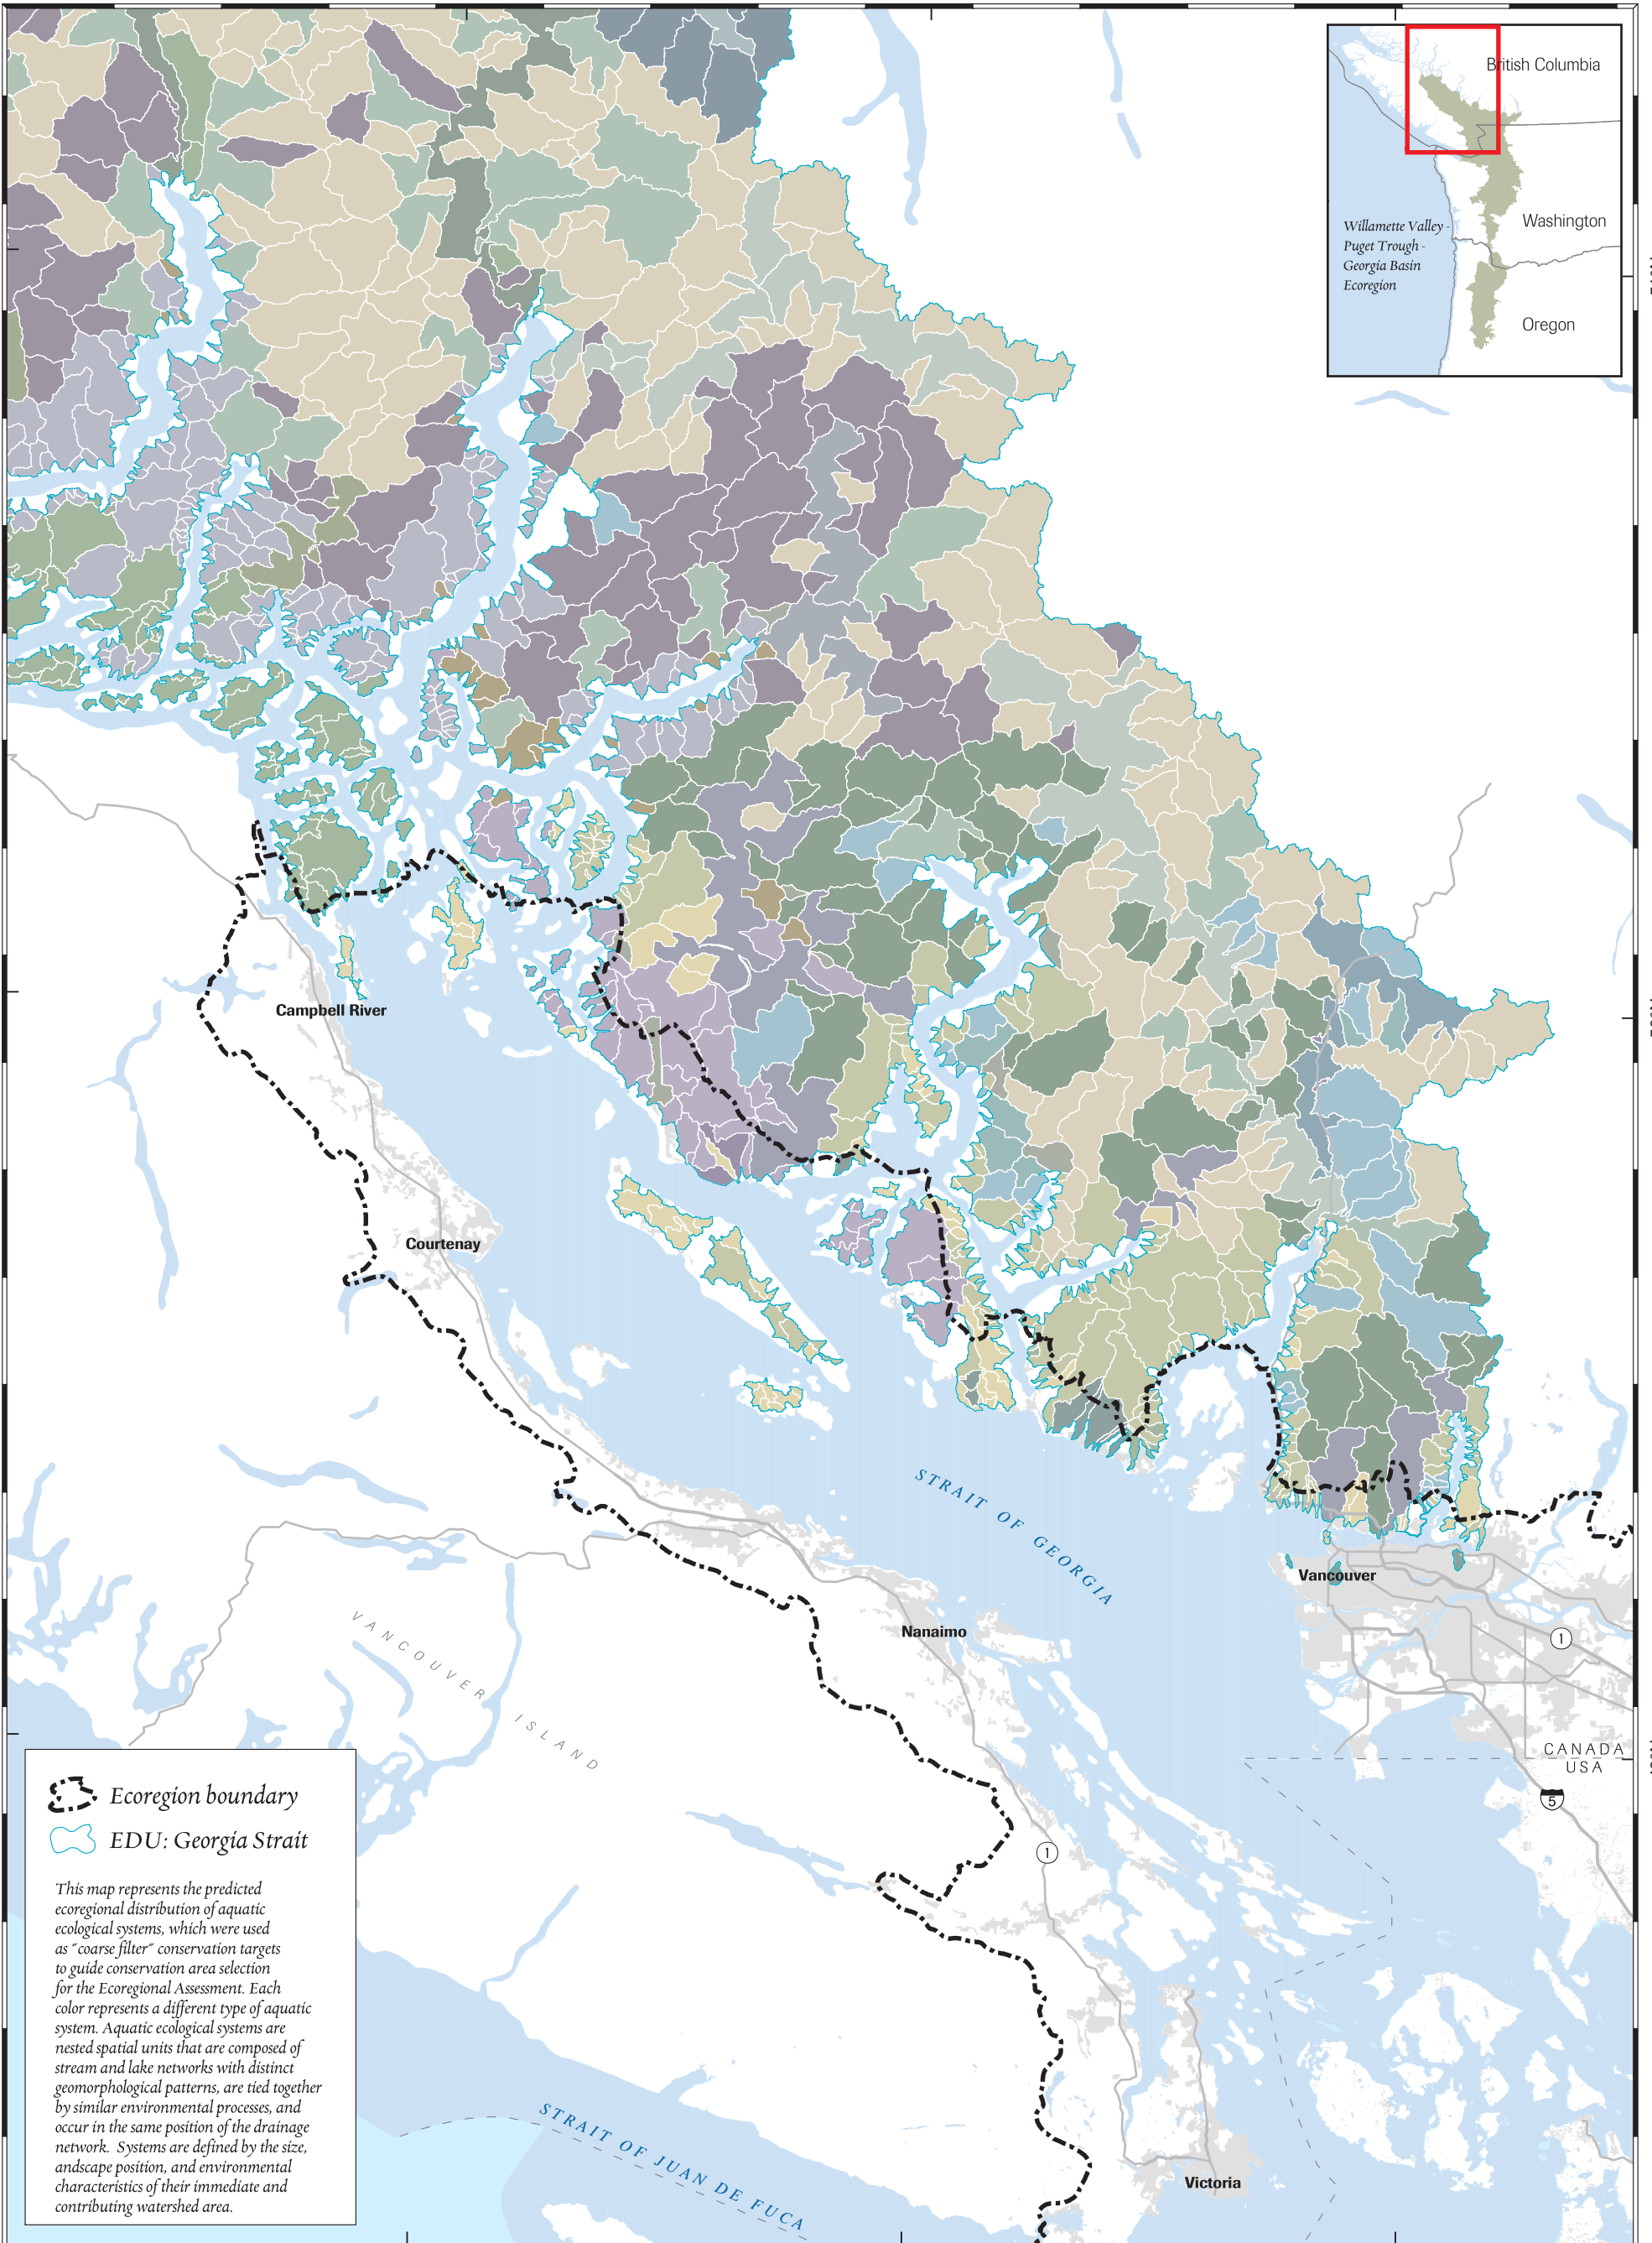 British Columbia
Washington
Oregon
Willamette Valley -
Puget Trough -
Georgia Basin
Ecoregion
Campbell River
Courtenay
STRAIT OF GEORGIA
Vancouver
Nanaimo
1
VANCOUVER ISLAND
CANADA
USA
5
1
Ecoregion boundary
EDU: Georgia Strait
This map represents the predicted
ecoregional distribution of aquatic
ecological systems, which were used
as "coarse filter" conservation targets
to guide conservation area selection
for the Ecoregional Assessment. Each
color represents a different type of aquatic
system. Aquatic ecological systems are
nested spatial units that are composed of
stream and lake networks with distinct
geomorphological patterns, are tied together
by similar environmental processes, and
occur in the same position of the drainage
network. Systems are defined by the size,
andscape position, and environmental
characteristics of their immediate and
contributing watershed area.
STRAIT OF JUAN DE FUCA
Victoria